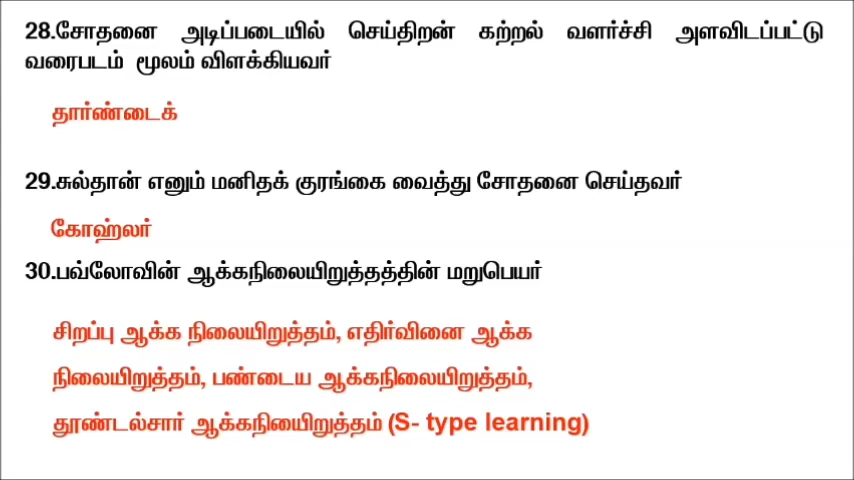 28.சோதனை அடிப்படையில் செய்திறன் கற்றல் வளர்ச்சி அளவிடப்பட்டு
வரைபடம் மூலம் விளக்கியவர்
தார்ண்டைக்
29.சுல்தான் எனும் மனிதக் குரங்கை வைத்து சோதனை செய்தவர்
கோஹ்லர்
30.பவ்லோவின் ஆக்கநிலையிறுத்தத்தின் மறுபெயர்
சிறப்பு ஆக்க நிலையிறுத்தம், எதிர்வினை ஆக்க
நிலையிறுத்தம், பண்டைய ஆக்கநிலையிறுத்தம்,
தூண்டல்சார் ஆக்கநியைிறுத்தம் (S- type learning)